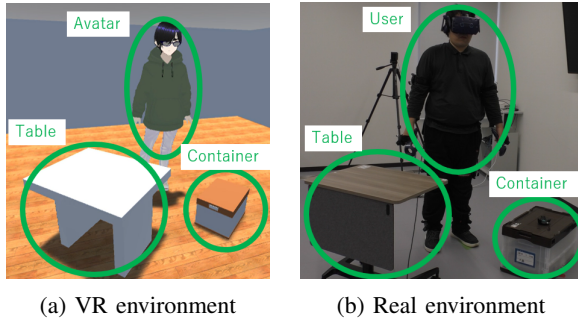 Avatar
Table
Container
(a) VR environment
User
Table
Container
(b) Real environment